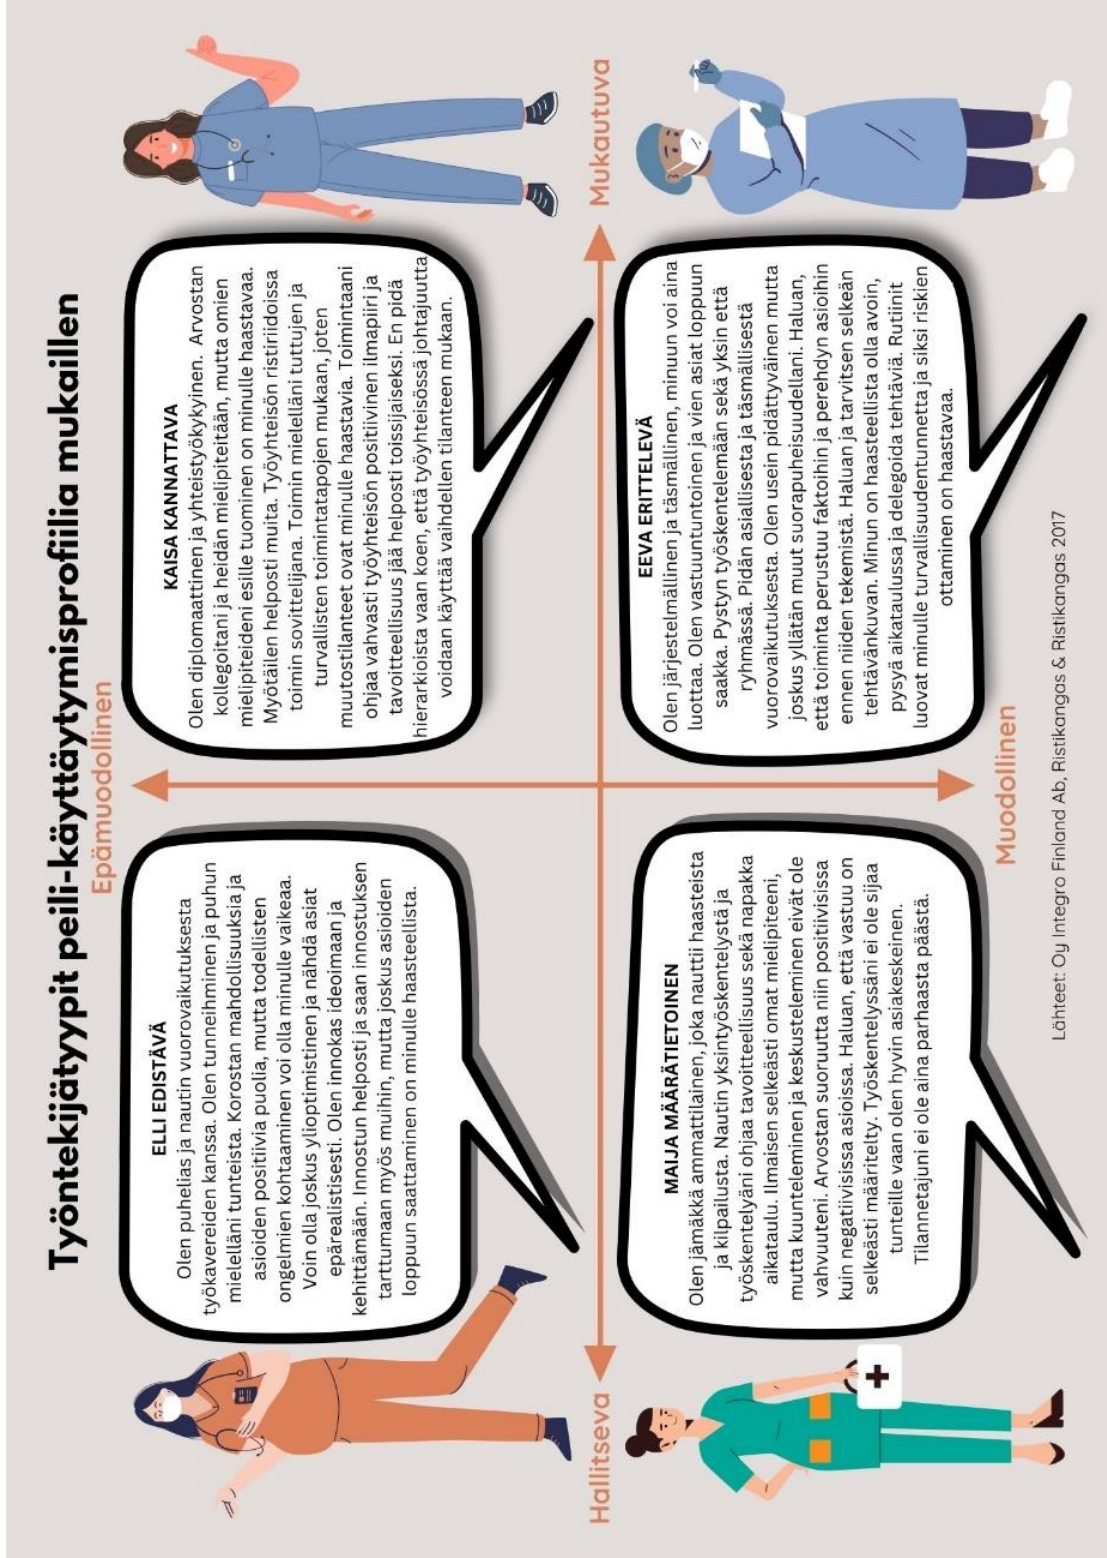 Työntekijätyypit peili-käyttäytymisprofiilia mukaillen
Epämuodollinen
ELLI EDISTÄVÄ
Olen puhelias ja nautin vuorovaikutuksesta
työkavereiden kanssa. Olen tunneihminen ja puhun
mielelläni tunteista. Korostan mahdollisuuksia ja
asioiden positiivia puolia, mutta todellisten
ongelmien kohtaaminen voi olla minulle vaikeaa.
Voin olla joskus ylioptimistinen ja nähdä asiat
epärealistisesti. Olen innokas ideoimaan ja
kehittämään. Innostun helposti ja saan innostuksen
tarttumaan myös muihin, mutta joskus asioiden
loppuun saattaminen on minulle haasteellista.
KAISA KANNATTAVA
Olen diplomaattinen ja yhteistyökykyinen. Arvostan
kollegoitani ja heidän mielipiteitään, mutta omien
mielipiteideni esille tuominen on minulle haastavaa.
Myötäilen helposti muita. Työyhteisön ristiriidoissa
toimin sovittelijana. Toimin mielelläni tuttujen ja
turvallisten toimintatapojen mukaan, joten
muutostilanteet ovat minulle haastavia. Toimintaani
ohjaa vahvasti työyhteisön positiivinen ilmapiiri ja
tavoitteellisuus jää helposti toissijaiseksi. En pidä
hierarkioista vaan koen, että työyhteisössä johtajuutta
voidaan käyttää vaihdellen tilanteen mukaan.
Hallitseva
Mukautuva
MAIJA MÄÄRÄTIETOINEN
Olen jämäkkä ammattilainen, joka nauttii haasteista
ja kilpailusta. Nautin yksintyöskentelystä ja
työskentelyäni ohjaa tavoitteellisuus sekä napakka
aikataulu. Ilmaisen selkeästi omat mielipiteeni,
mutta kuunteleminen ja keskusteleminen eivät ole
vahvuuteni. Arvostan suoruutta niin positiivisissa
kuin negatiivisissa asioissa. Haluan, että vastuu on
selkeästi määritelty. Työskentelyssäni ei ole sijaa
tunteille vaan olen hyvin asiakeskeinen.
Tilannetajuni ei ole aina parhaasta päästä.
EEVA ERITTELEVÄ
Olen järjestelmällinen ja täsmällinen, minuun voi aina
luottaa. Olen vastuuntuntoinen ja vien asiat loppuun
saakka. Pystyn työskentelemään sekä yksin että
ryhmässä. Pidän asiallisesta ja täsmällisestä
vuorovaikutuksesta. Olen usein pidättyväinen mutta
joskus yllätän muut suorapuheisuudellani. Haluan,
että toiminta perustuu faktoihin ja perehdyn asioihin
ennen niiden tekemistä. Haluan ja tarvitsen selkeän
tehtävänkuvan. Minun on haasteellista olla avoin,
pysyä aikataulussa ja delegoida tehtäviä. Rutiinit
luovat minulle turvallisuudentunnetta ja siksi riskien
ottaminen on haastavaa.
Muodollinen
Lähteet: Oy Integro Finland Ab, Ristikangas & Ristikangas 2017